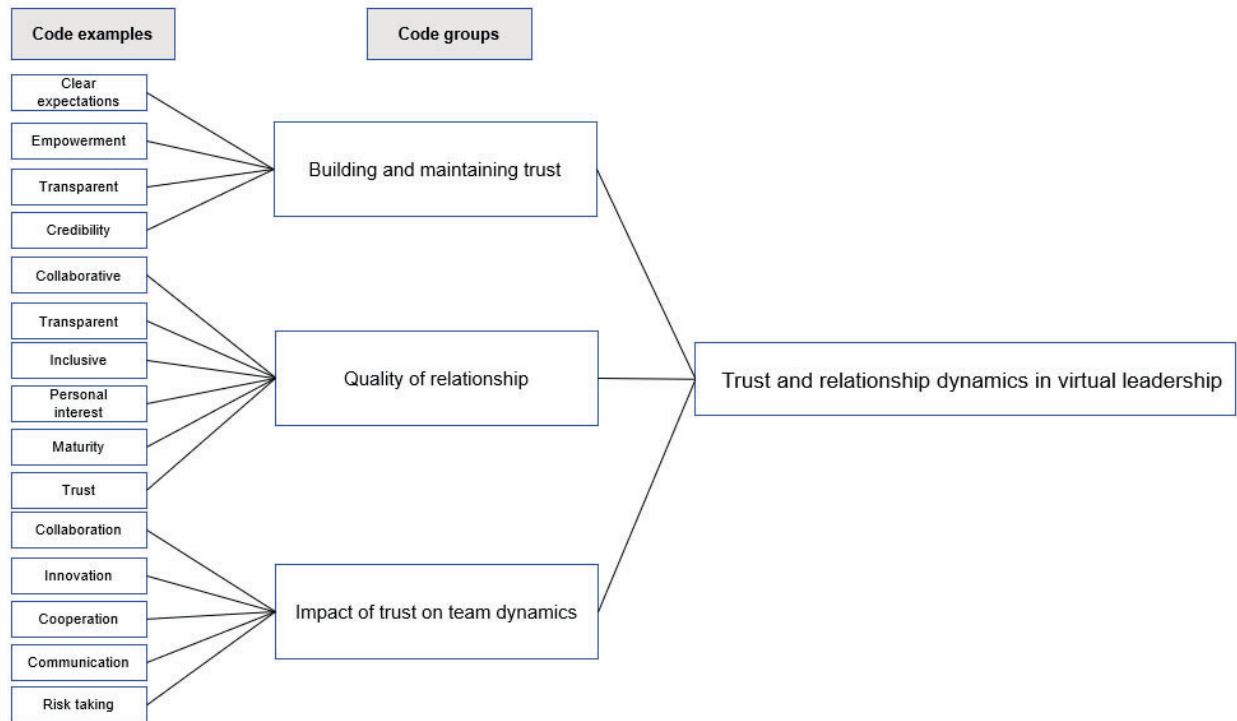 Code examples
Code groups
Clear
expectations
Empowerment
Transparent
Credibility
Building and maintaining trust
Collaborative
Transparent
Inclusive
Personal
interest
Maturity
Trust
Quality of relationship
Collaboration
Innovation
Cooperation
Communication
Risk taking
Impact of trust on team dynamics
Trust and relationship dynamics in virtual leadership